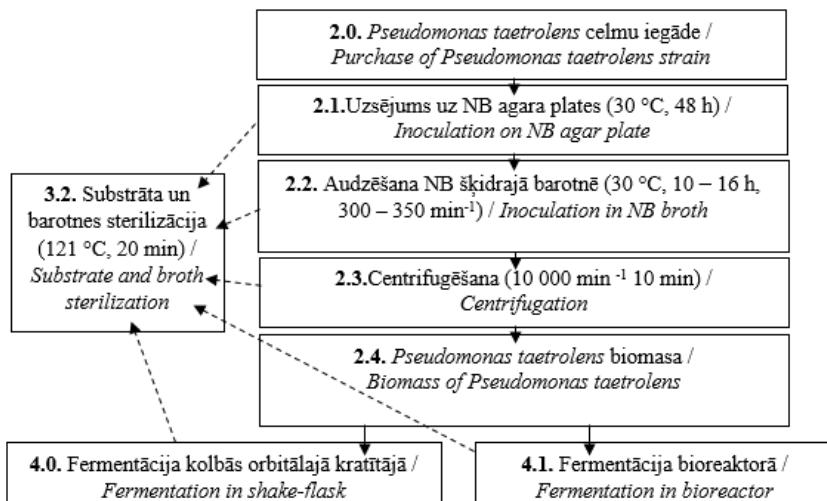 2.0. Pseudomonas taetrolens celmu iegāde /
Purchase of Pseudomonas taetrolens strain
2.1.Uzsējums uz NB agara plates (30 °C, 48 h) /
Inoculation on NB agar plate
3.2. Substrāta un
barotnes sterilizācija
(121 °C, 20 min) /
Substrate and broth
sterilization
2.2. Audzēšana NB šķidrajā barotnē (30 °C, 10 – 16 h,
300 – 350 min-1) / Inoculation in NB broth
2.3.Centrifugēšana (10 000 min -1 10 min) /
Centrifugation
2.4. Pseudomonas taetrolens biomasa /
Biomass of Pseudomonas taetrolens
4.0. Fermentācija kolbās orbitālajā kratītājā /
Fermentation in shake-flask
4.1. Fermentācija bioreaktorā /
Fermentation in bioreactor